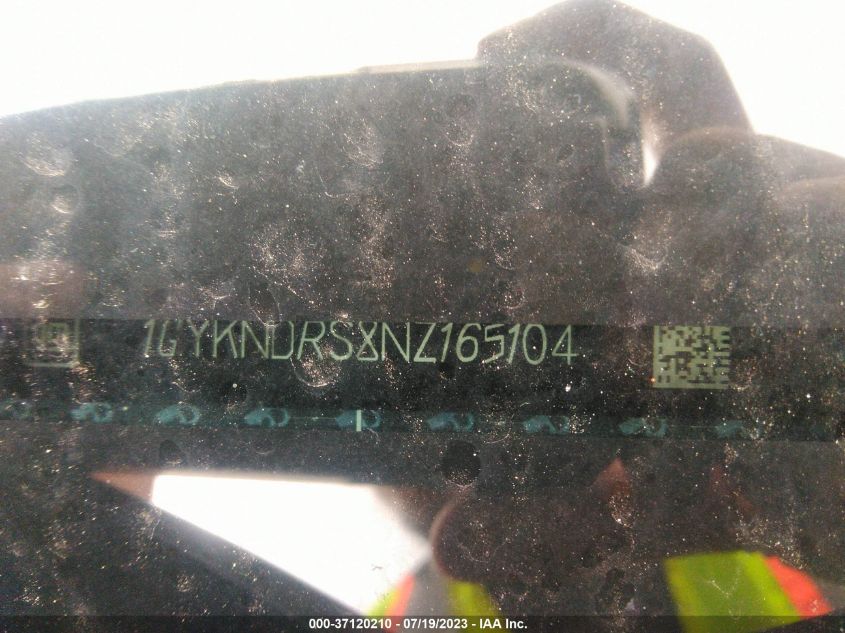 1GYKNDRS8NZ165104
000-37120210 - 07/19/2023 - IAA Inc.